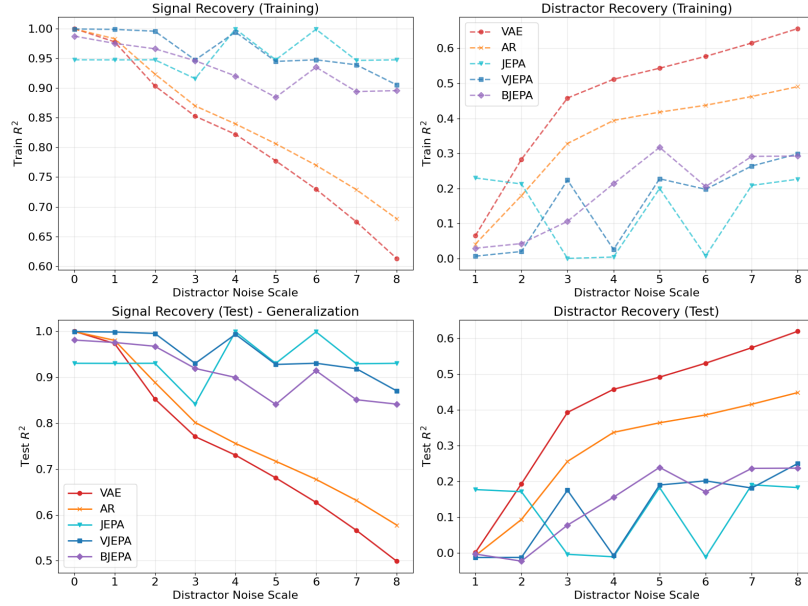 Signal Recovery (Training)
Train R²
1.00
0.95
0.90
0.85
0.80
0.75
0.70
0.65
0.60
0 1 2 3 4 5 6 7 8
Distractor Noise Scale
Distractor Recovery (Training)
Train R²
0.6
0.5
0.4
0.3
0.2
0.1
0.0
VAE
AR
JEPA
VJEPA
BJEPA
1 2 3 4 5 6 7 8
Distractor Noise Scale
Signal Recovery (Test) - Generalization
Test R²
1.0
0.9
0.8
0.7
0.6
0.5
VAE
AR
JEPA
VJEPA
BJEPA
0 1 2 3 4 5 6 7 8
Distractor Noise Scale
Distractor Recovery (Test)
Test R²
0.6
0.5
0.4
0.3
0.2
0.1
0.0
1 2 3 4 5 6 7 8
Distractor Noise Scale